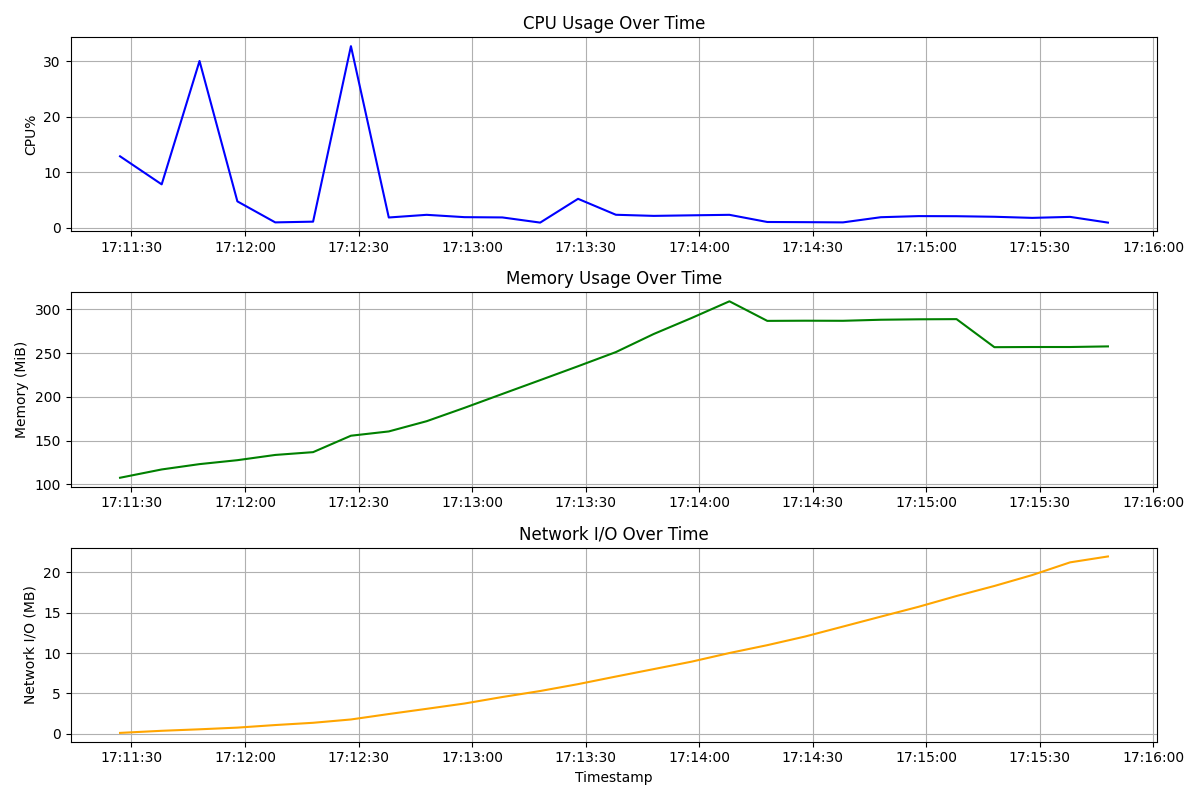 CPU Usage Over Time
CPU%
30
20
10
0
17:11:30 17:12:00 17:12:30 17:13:00 17:13:30 17:14:00 17:14:30 17:15:00 17:15:30 17:16:00
Memory Usage Over Time
Memory (MiB)
300
250
200
150
100
17:11:30 17:12:00 17:12:30 17:13:00 17:13:30 17:14:00 17:14:30 17:15:00 17:15:30 17:16:00
Network I/O Over Time
Network I/O (MB)
20
15
10
5
0
17:11:30 17:12:00 17:12:30 17:13:00 17:13:30 17:14:00 17:14:30 17:15:00 17:15:30 17:16:00
Timestamp